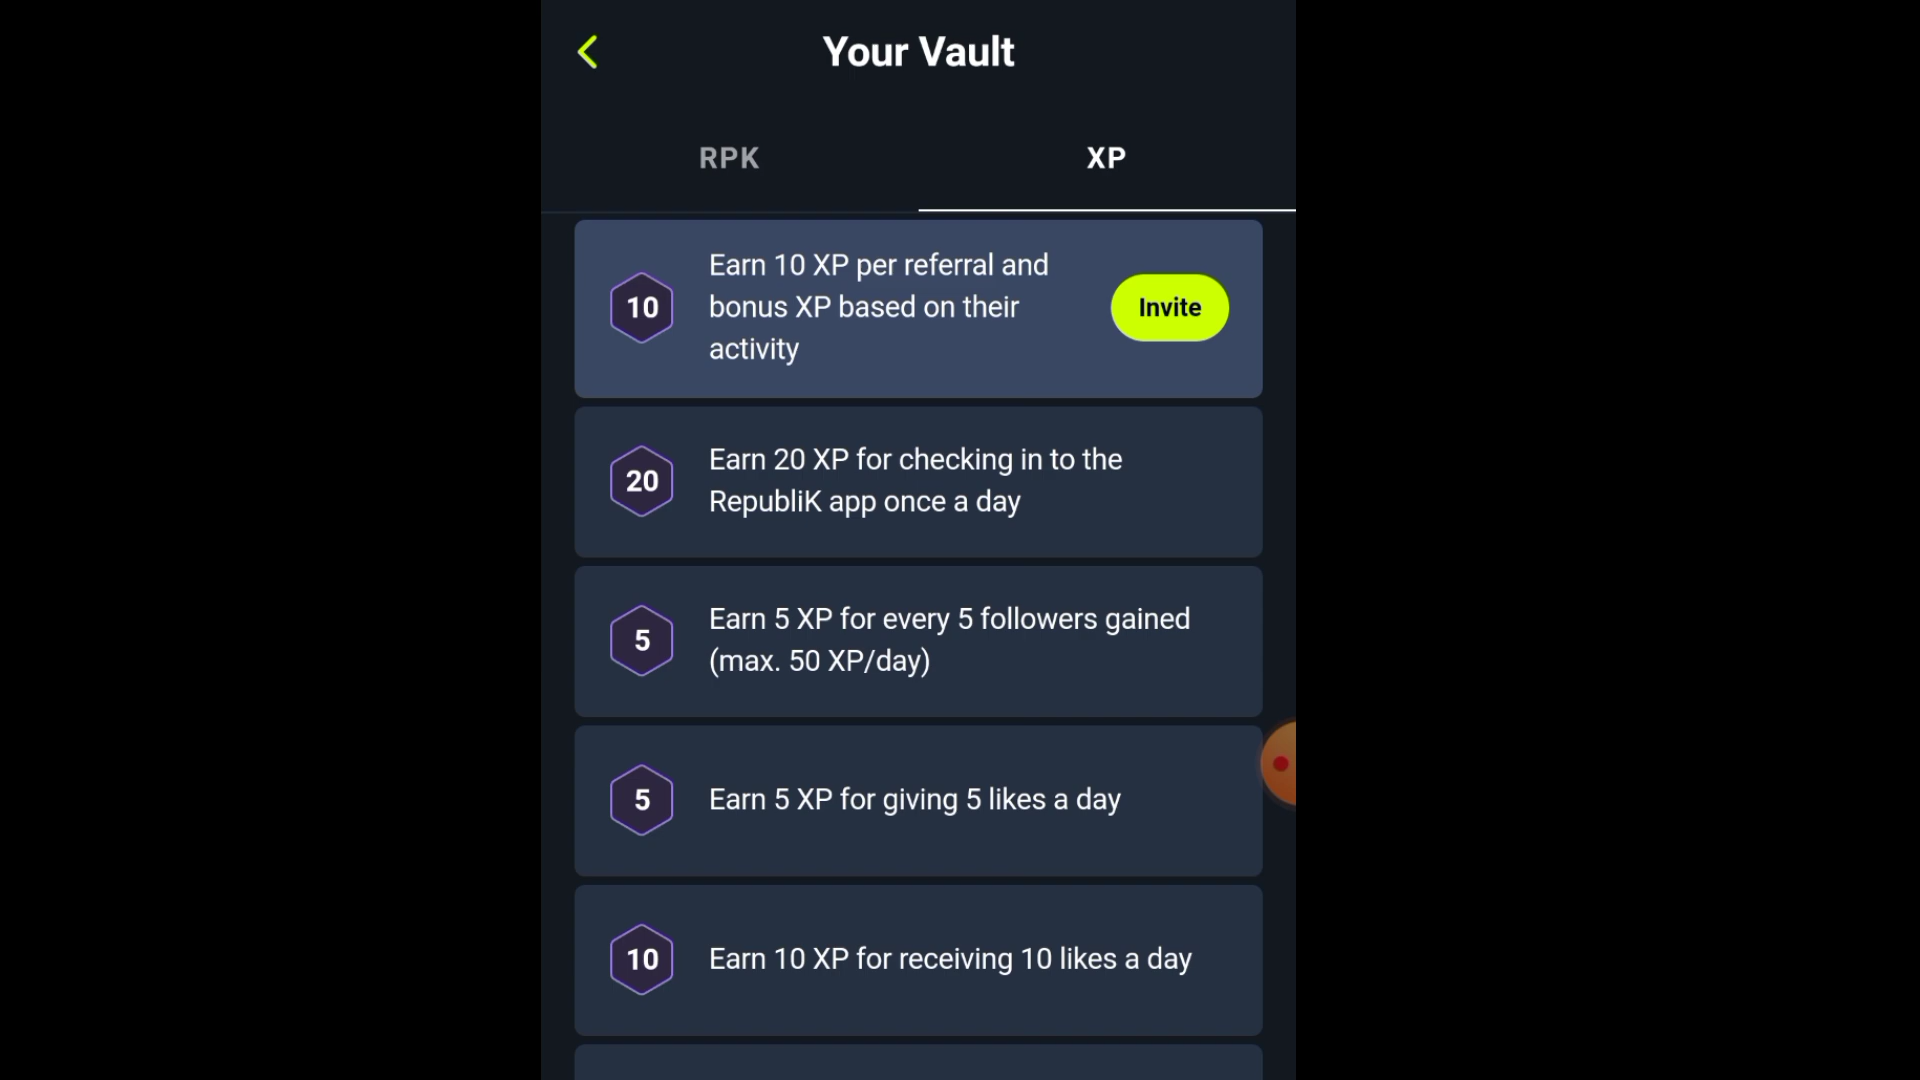 Your Vault
RPK
XP
10
Earn 10 XP per referral and
bonus XP based on their
activity
Invite
20
Earn 20 XP for checking in to the
RepubliK app once a day
5
Earn 5 XP for every 5 followers gained
(max. 50 XP/day)
5
Earn 5 XP for giving 5 likes a day
10
Earn 10 XP for receiving 10 likes a day